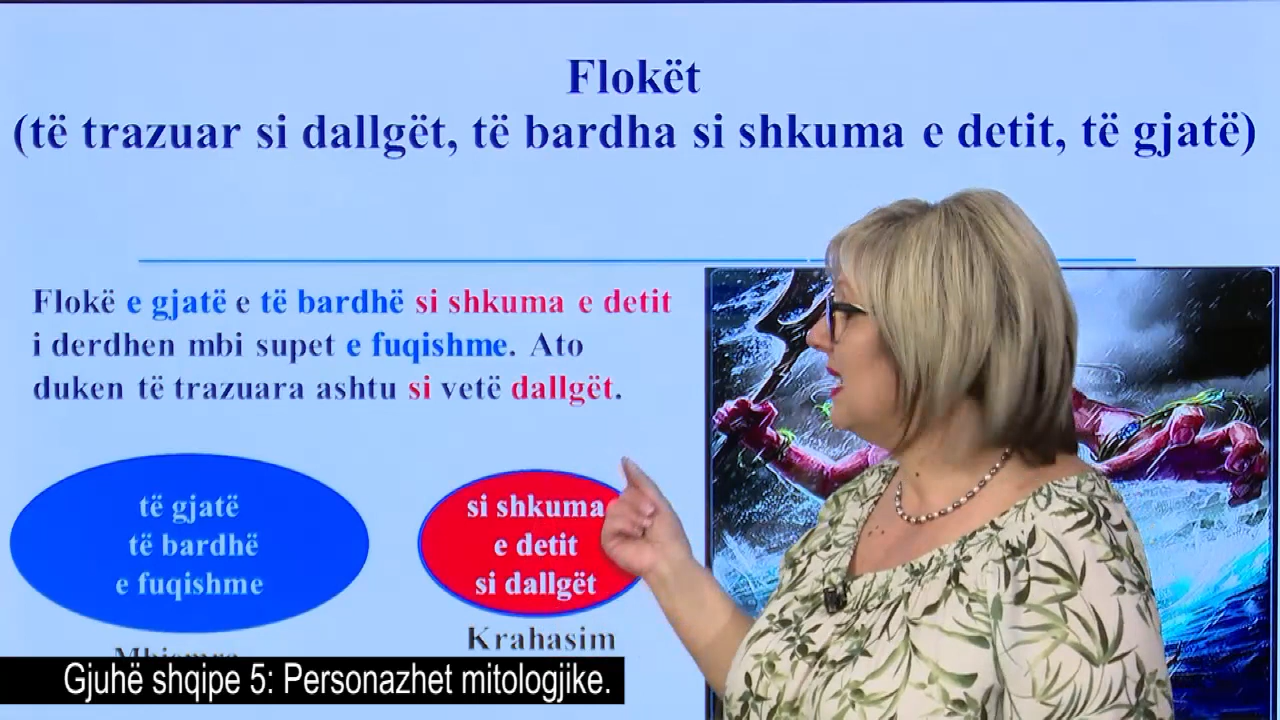 Flokët
(të trazuar si dallgët, të bardha si shkuma e detit, të gjatë)
Flokë e gjatë e të bardhë si shkuma e detit
i derdhen mbi supet e fuqishme. Ato
duken të trazuara ashtu si vetë dallgët.
të gjatë
të bardhë
e fuqishme
si shkuma
e detit
si dallgët
Krahasim
Gjuhë shqipe 5: Personazhet mitologjike.